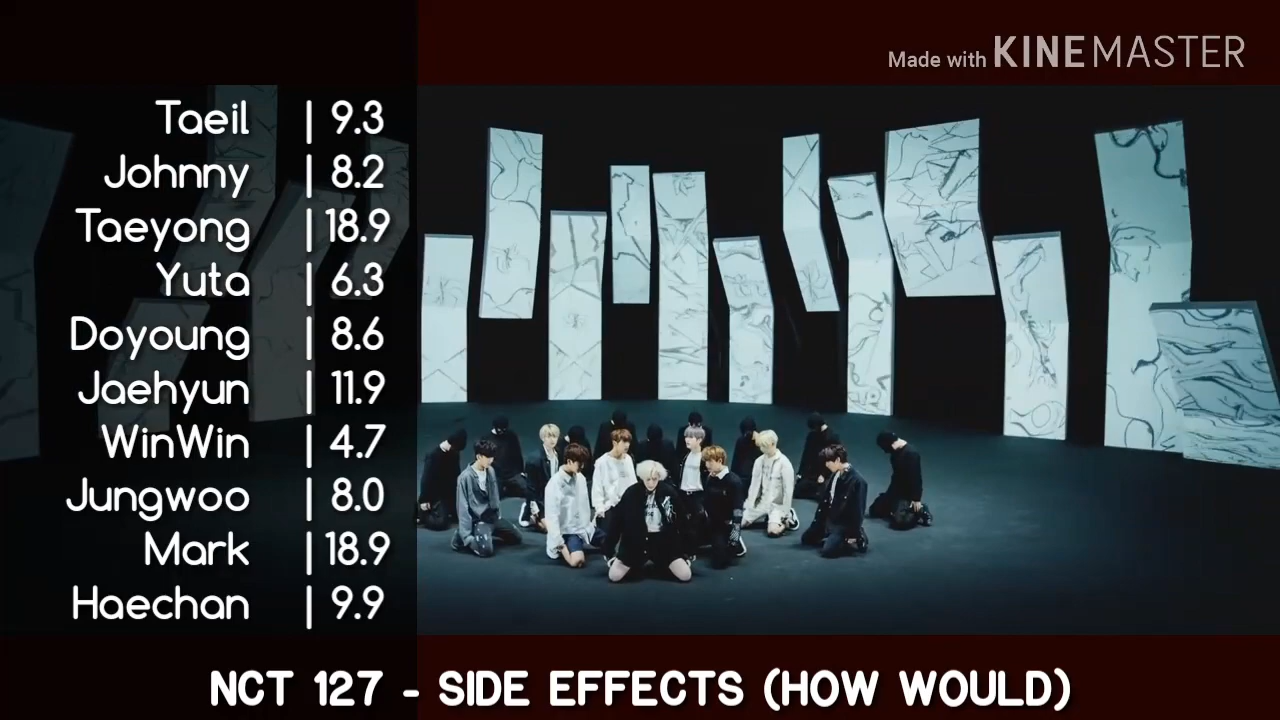 Made with KINEMASTER
Taeil | 9.3
Johnny | 8.2
Taeyong | 18.9
Yuta | 6.3
Doyoung | 8.6
Jaehyun | 11.9
WinWin | 4.7
Jungwoo | 8.0
Mark | 18.9
Haechan | 9.9
NCT 127 - SIDE EFFECTS (HOW WOULD)